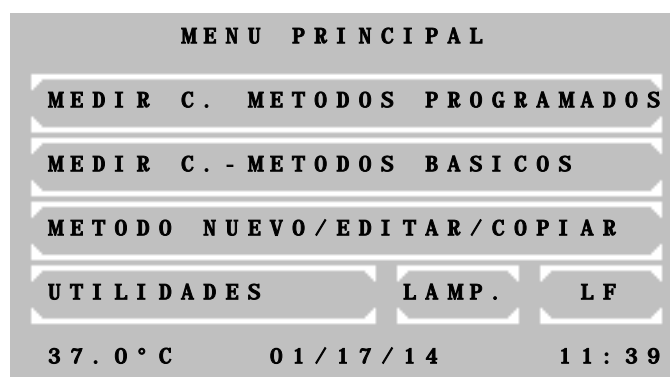 MENU PRINCIPAL
MEDIR C. METODOS PROGRAMADOS
MEDIR C.-METODOS BASICOS
METODO NUEVO/EDITAR/COPIAR
UTILIDADES LAMP. LF
37.0°C 01/17/14 11:39